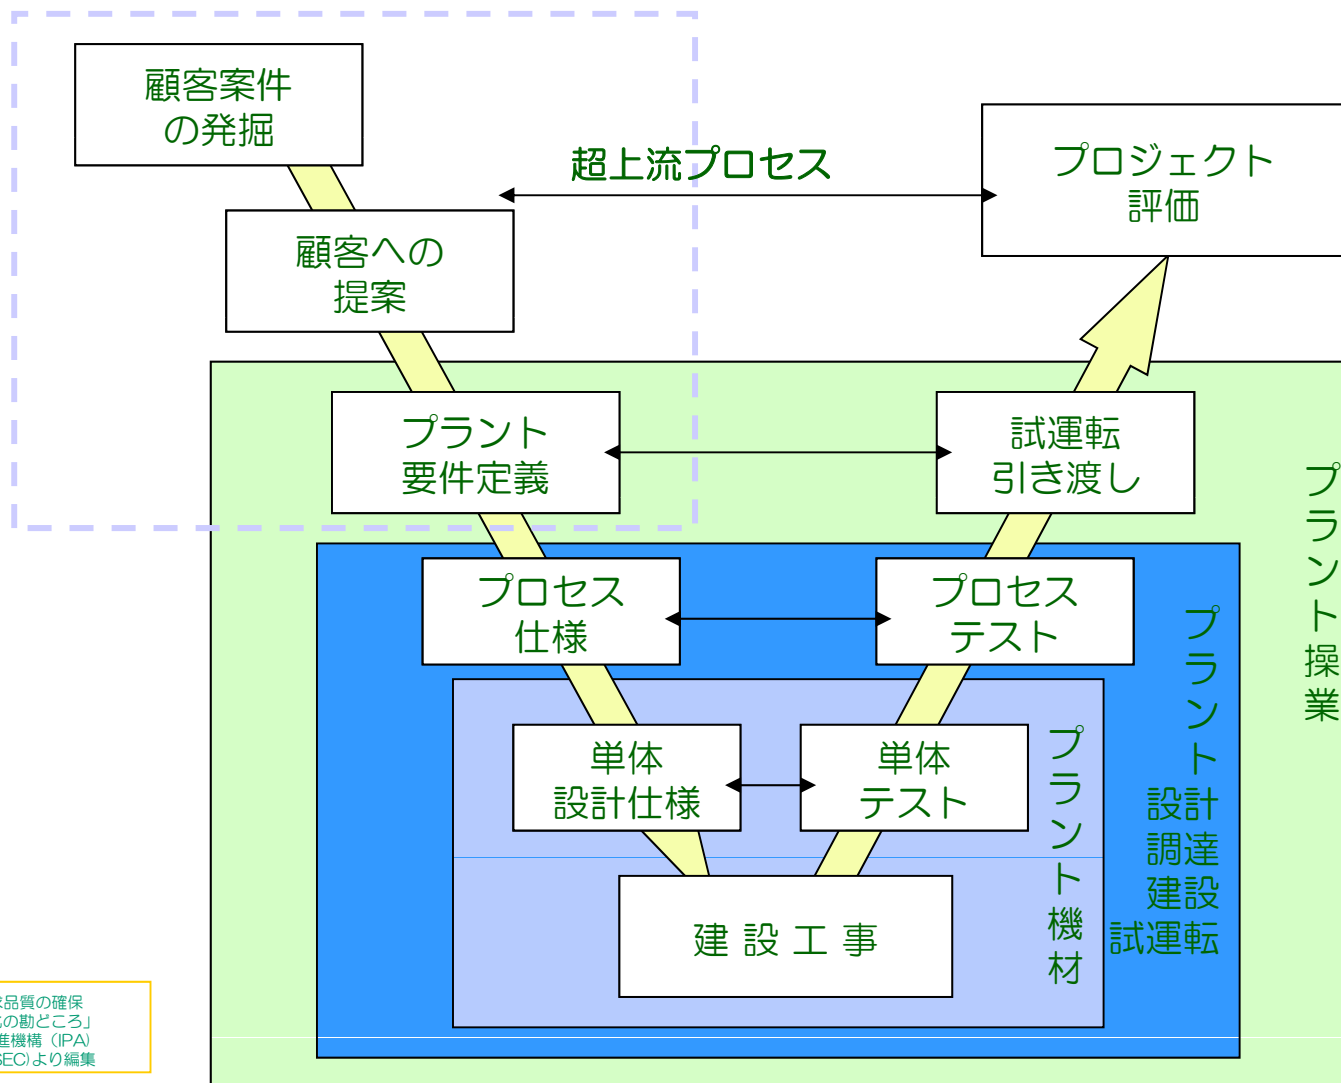 顧客案件
の発掘
超上流プロセス
プロジェクト
評価
顧客への
提案
プラント
要件定義
試運転
引き渡し
プロセス
仕様
プロセス
テスト
単体
設計仕様
単体
テスト
建設工事
プラント機材
プラント
設計
調達
建設
試運転
プラント操業
品質の確保
の勘どころ」
進機構（IPA）
SEC)より編集